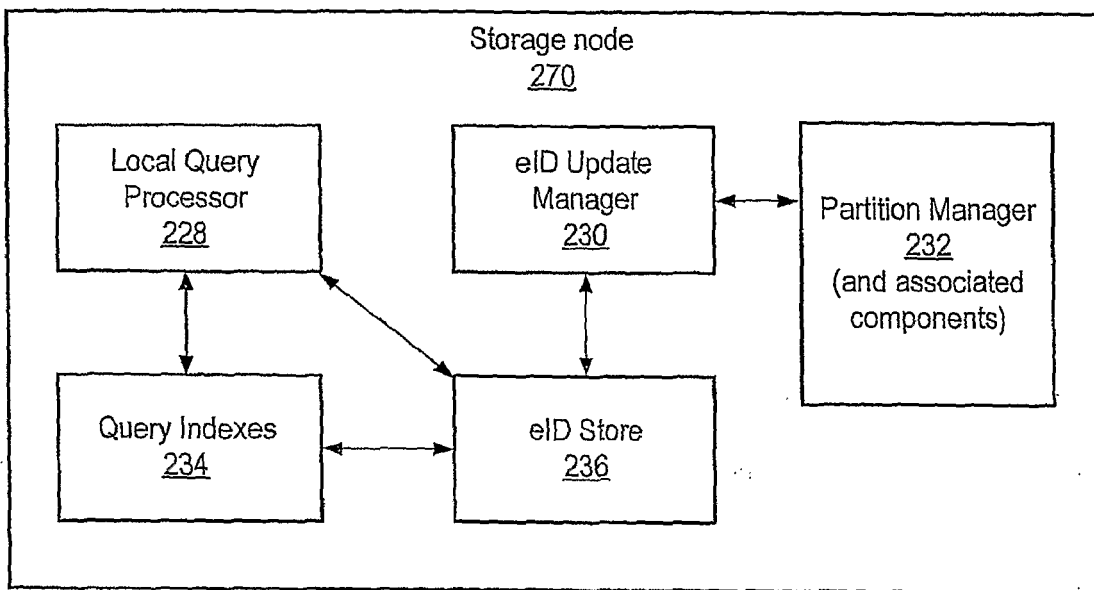 Storage node
270
Local Query
Processor
228
eID Update
Manager
230
Partition Manager
232
(and associated
components)
Query Indexes
234
eID Store
236